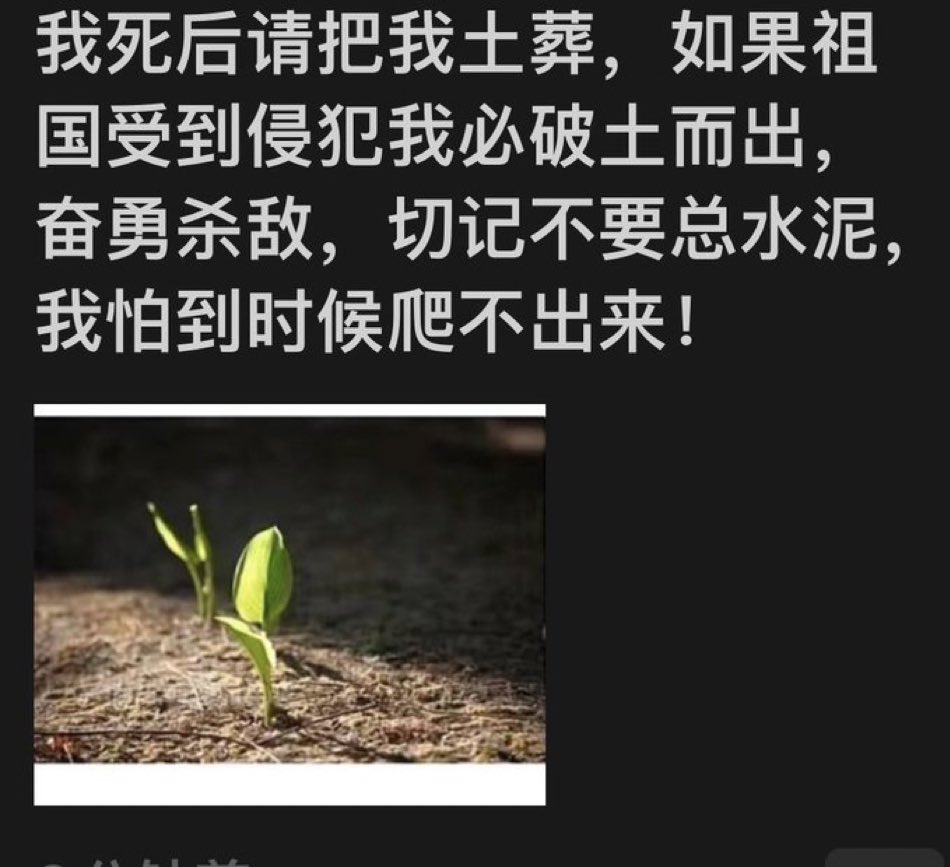 我死后请把我土葬，如果祖
国受到侵犯我必破土而出，
奋勇杀敌，切记不要总水泥，
我怕到时候爬不出来！